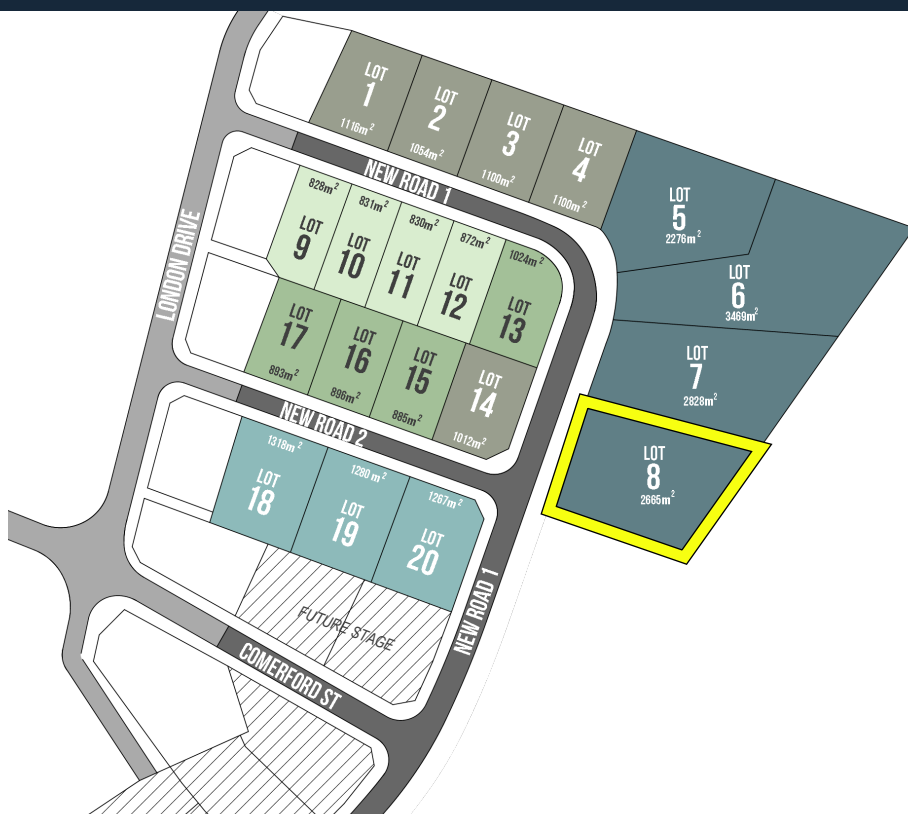 LOT
1
1116m²
LOT
2
1054m²
LOT
3
1100m²
LOT
4
1100m²
LOT
5
2276m²
LOT
6
3469m²
LOT
7
2828m²
LOT
8
2665m²
NEW ROAD 1
LONDON DRIVE
828m²
LOT
9
831m²
LOT
10
830m²
LOT
11
872m²
LOT
12
1024m²
LOT
13
LOT
17
893m²
LOT
16
896m²
LOT
15
885m²
LOT
14
1012m²
NEW ROAD 2
1318m²
LOT
18
1280 m²
LOT
19
1267m²
LOT
20
FUTURE STAGE
NEW ROAD 1
COMERFORD ST